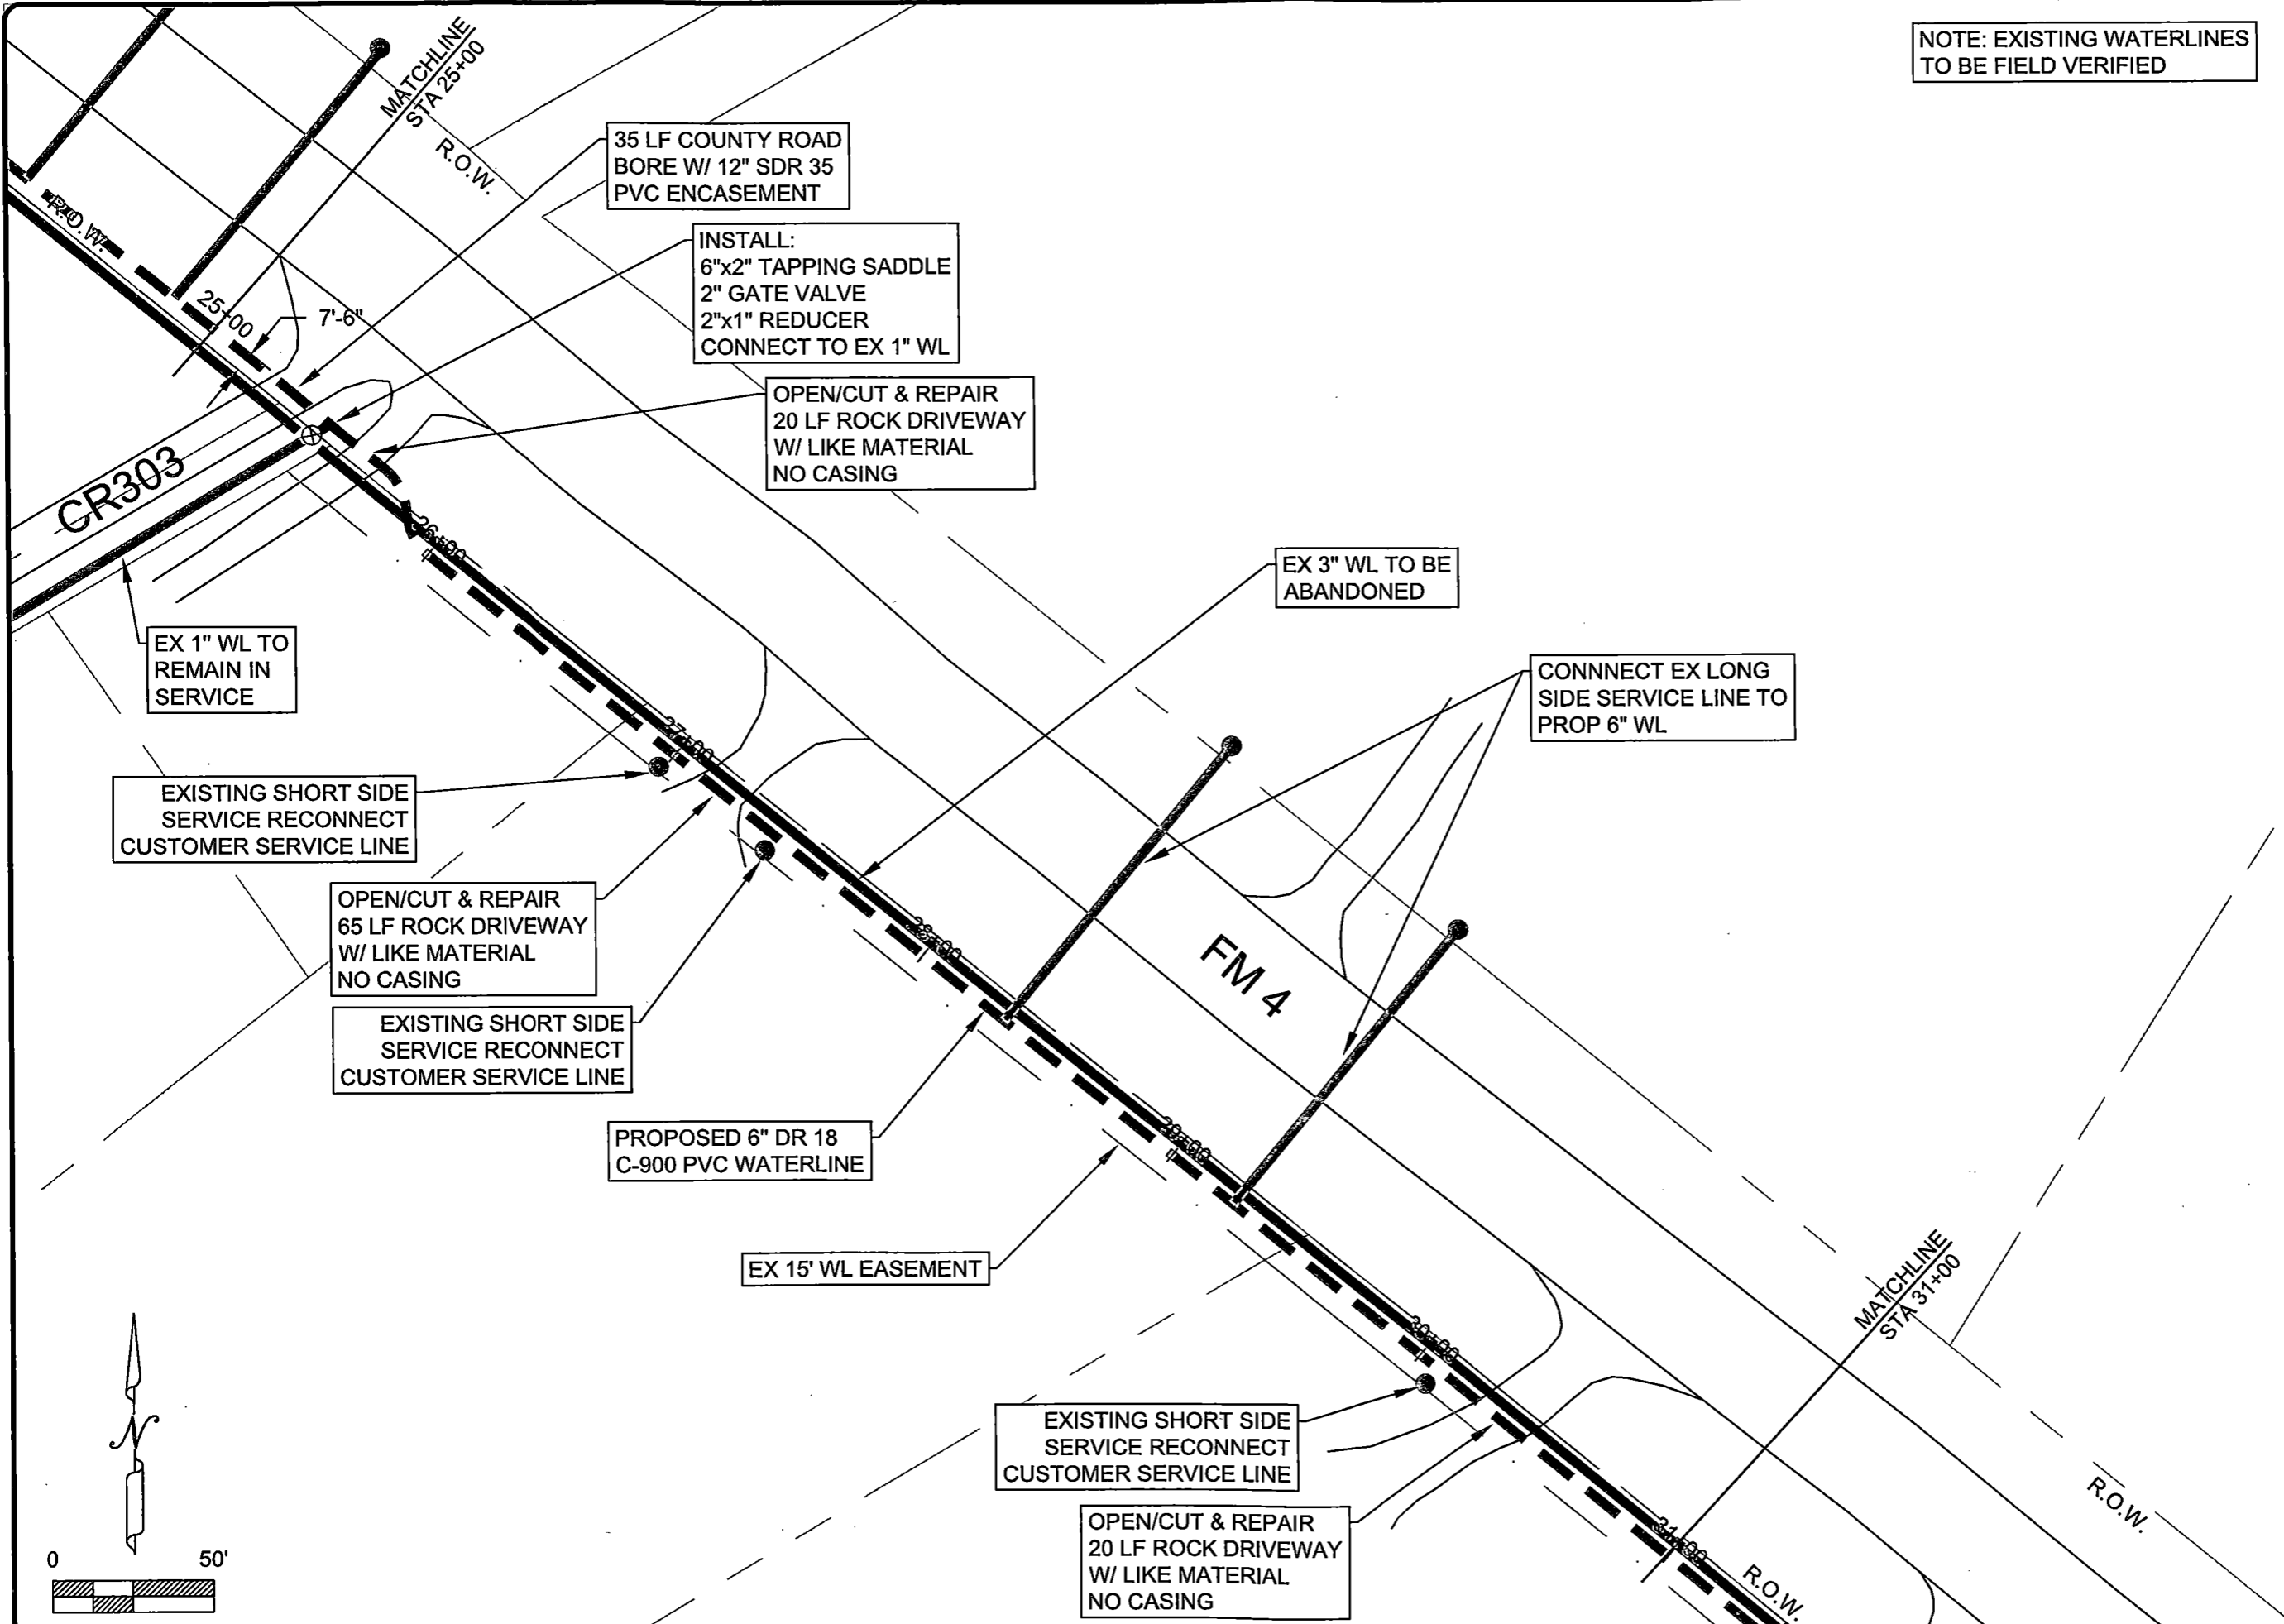 NOTE: EXISTING WATERLINES
TO BE FIELD VERIFIED
MATCHLINE
STA 25+00
R.O.W.
35 LF COUNTY ROAD
BORE W/ 12" SDR 35
PVC ENCASEMENT
R.O.W.
INSTALL:
6"x2" TAPPING SADDLE
2" GATE VALVE
2"x1" REDUCER
CONNECT TO EX 1" WL
25+00
7'-6"
OPEN/CUT & REPAIR
20 LF ROCK DRIVEWAY
W/ LIKE MATERIAL
NO CASING
CR303
26+00
EX 3" WL TO BE
ABANDONED
EX 1" WL TO
REMAIN IN
SERVICE
CONNNECT EX LONG
SIDE SERVICE LINE TO
PROP 6" WL
27+00
EXISTING SHORT SIDE
SERVICE RECONNECT
CUSTOMER SERVICE LINE
OPEN/CUT & REPAIR
65 LF ROCK DRIVEWAY
W/ LIKE MATERIAL
NO CASING
28+00
FM 4
EXISTING SHORT SIDE
SERVICE RECONNECT
CUSTOMER SERVICE LINE
PROPOSED 6" DR 18
C-900 PVC WATERLINE
29+00
EX 15' WL EASEMENT
MATCHLINE
STA 31+00
30+00
N
EXISTING SHORT SIDE
SERVICE RECONNECT
CUSTOMER SERVICE LINE
R.O.W.
OPEN/CUT & REPAIR
20 LF ROCK DRIVEWAY
W/ LIKE MATERIAL
NO CASING
31+00
R.O.W.
0 50'